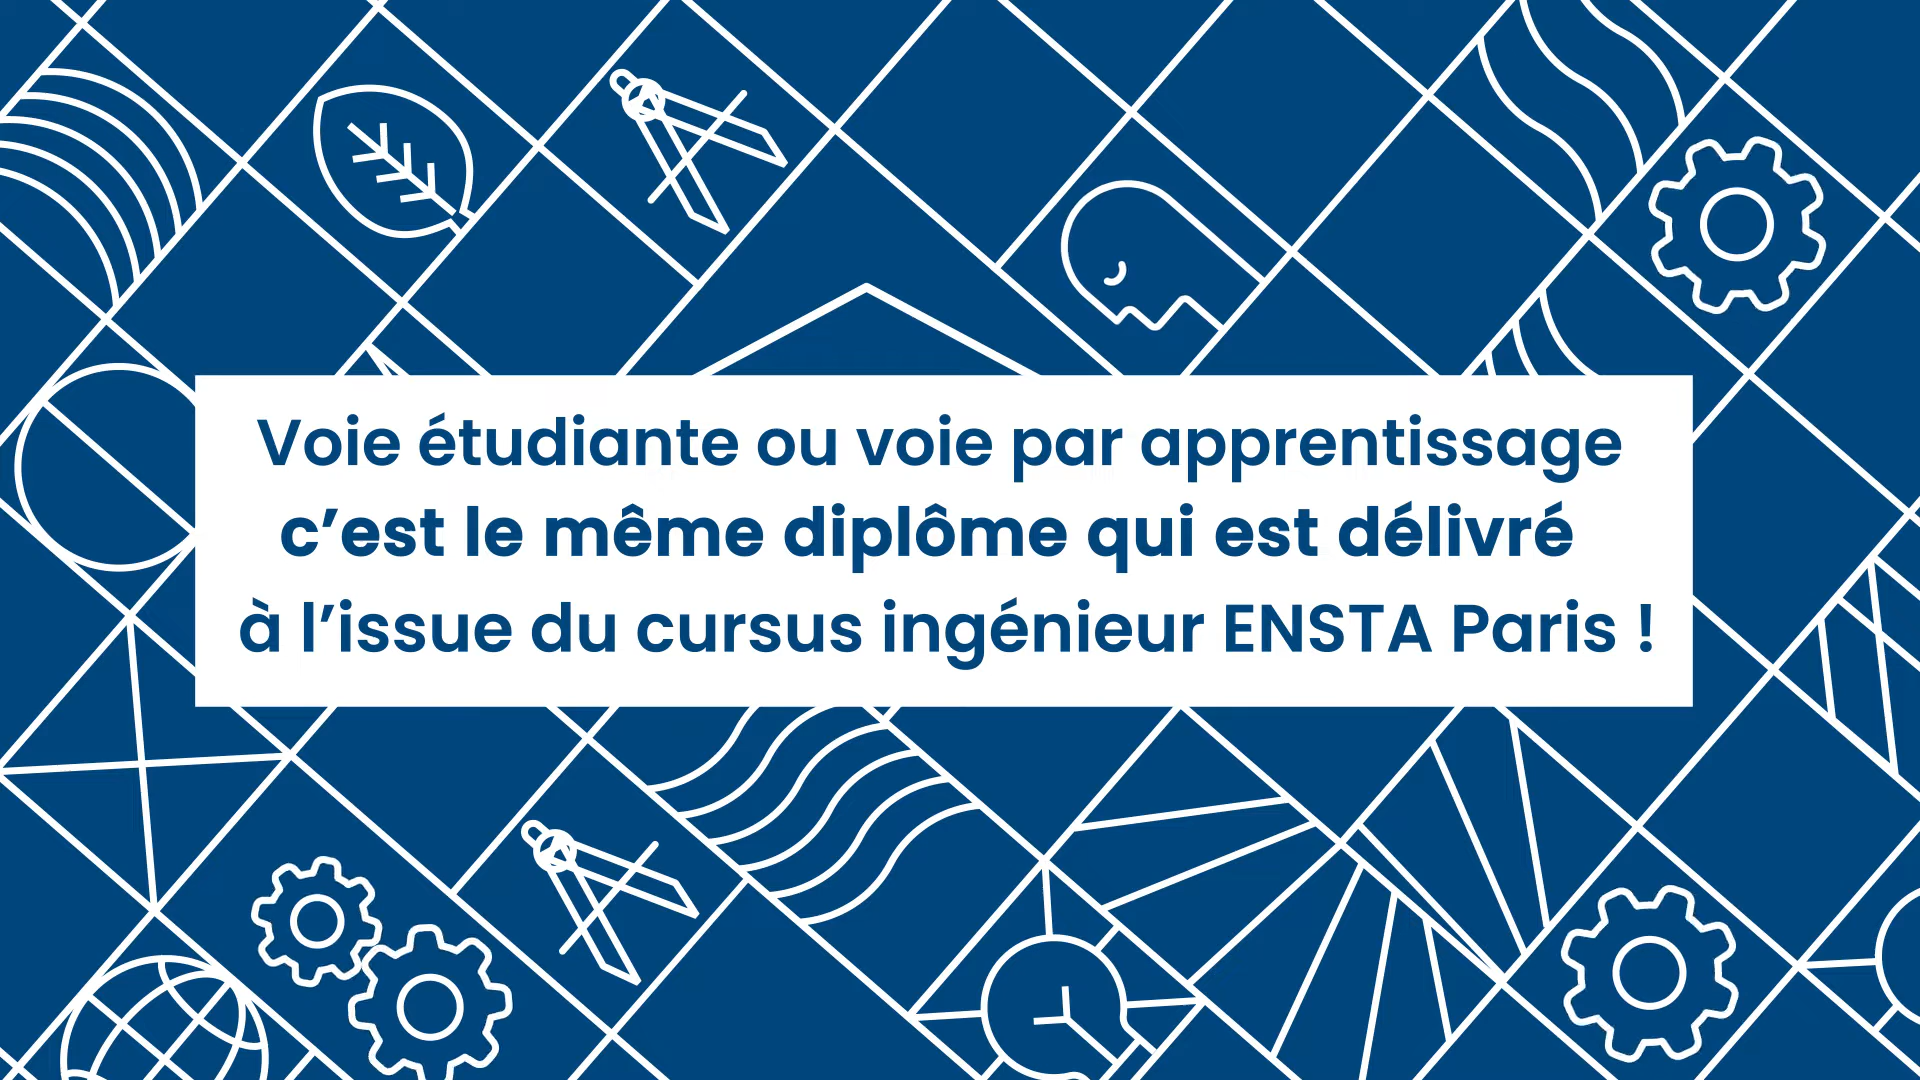 Voie étudiante ou voie par apprentissage
c’est le même diplôme qui est délivré
à l’issue du cursus ingénieur ENSTA Paris !